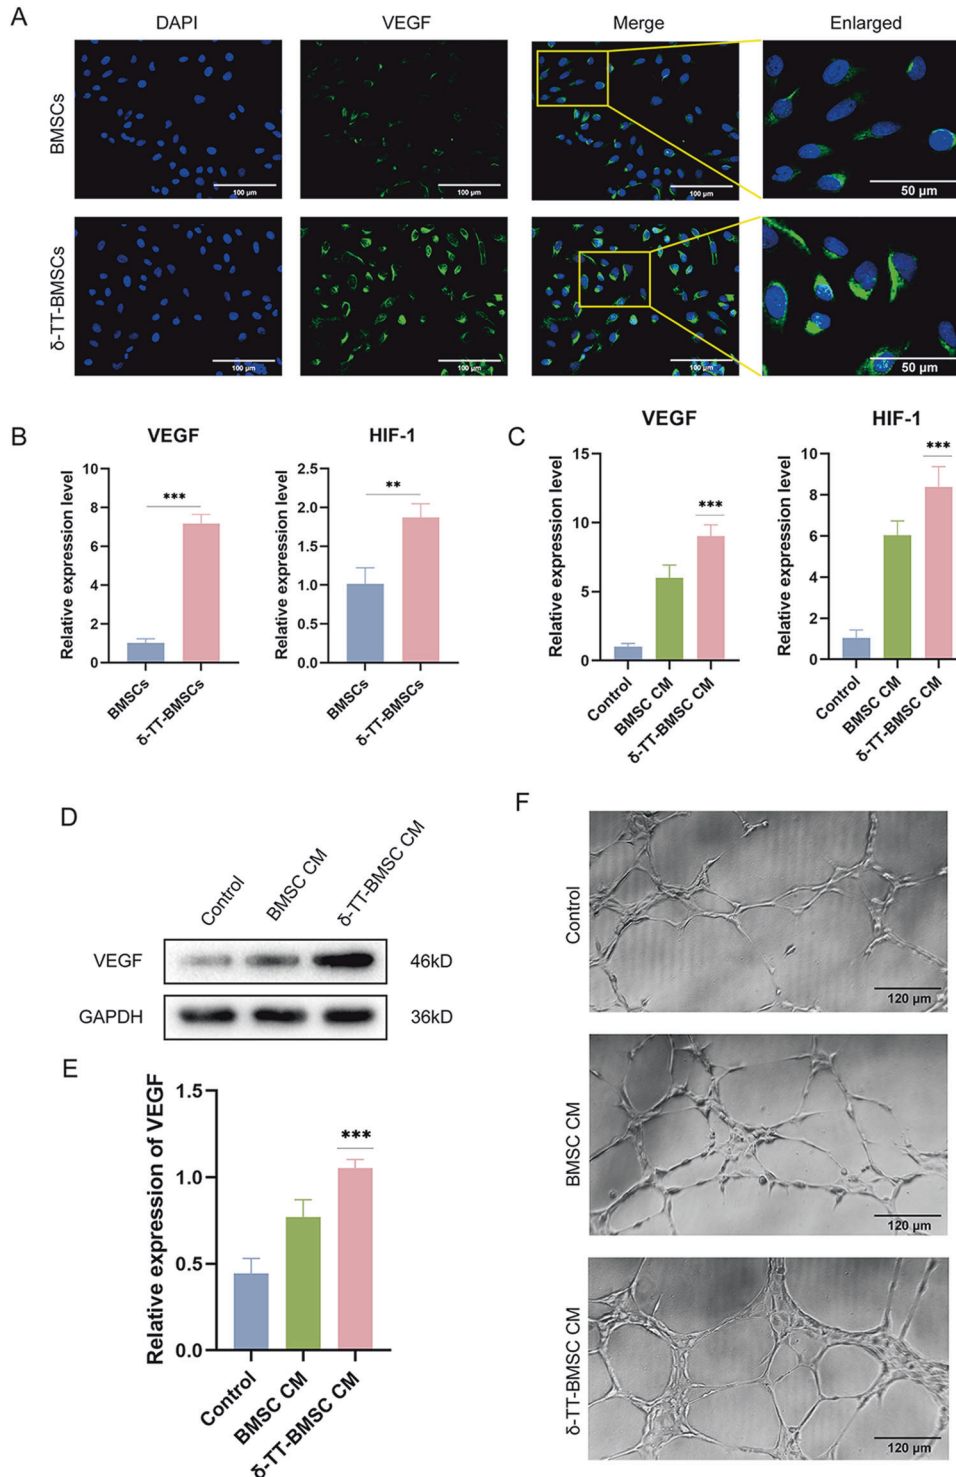 A
DAPI
VEGF
Merge
Enlarged
BMSCs
100 μm
100 μm
100 μm
50 μm
δ-TT-BMSCs
100 μm
100 μm
100 μm
50 μm
B
VEGF
Relative expression level
10
8
6
4
2
0
***
BMSCs
δ-TT-BMSCs
HIF-1
Relative expression level
2.5
2.0
1.5
1.0
0.5
0.0
**
BMSCs
δ-TT-BMSCs
C
VEGF
Relative expression level
15
10
5
0
***
Control
BMSC CM
δ-TT-BMSC CM
HIF-1
Relative expression level
10
8
6
4
2
0
***
Control
BMSC CM
δ-TT-BMSC CM
D
Control
BMSC CM
δ-TT-BMSC CM
VEGF
46kD
GAPDH
36kD
E
Relative expression of VEGF
1.5
1.0
0.5
0.0
***
Control
BMSC CM
δ-TT-BMSC CM
F
Control
120 μm
BMSC CM
120 μm
δ-TT-BMSC CM
120 μm